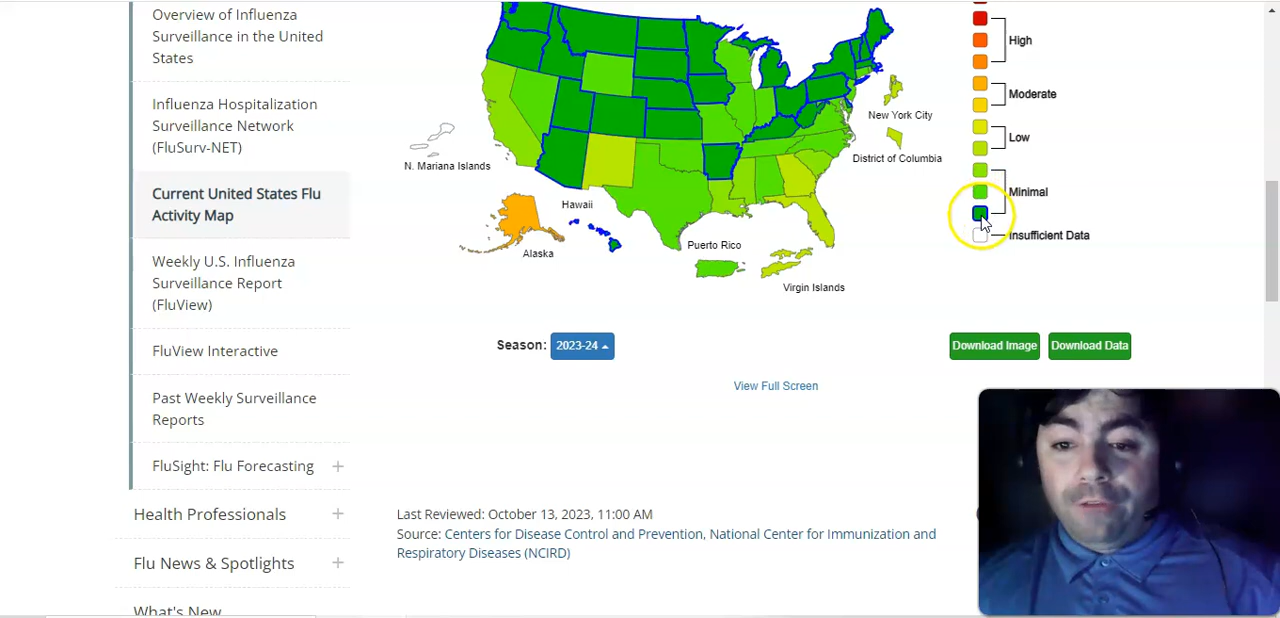 Overview of Influenza
Surveillance in the United
States
Influenza Hospitalization
Surveillance Network
(FluSurv-NET)
Current United States Flu
Activity Map
Weekly U.S. Influenza
Surveillance Report
(FluView)
FluView Interactive
Past Weekly Surveillance
Reports
FluSight: Flu Forecasting +
Health Professionals +
Flu News & Spotlights +
What's New
N. Mariana Islands
Hawaii
Alaska
Puerto Rico
Virgin Islands
New York City
District of Columbia
High
Moderate
Low
Minimal
Insufficient Data
Season: 2023-24
Download Image
Download Data
View Full Screen
Last Reviewed: October 13, 2023, 11:00 AM
Source: Centers for Disease Control and Prevention, National Center for Immunization and
Respiratory Diseases (NCIRD)